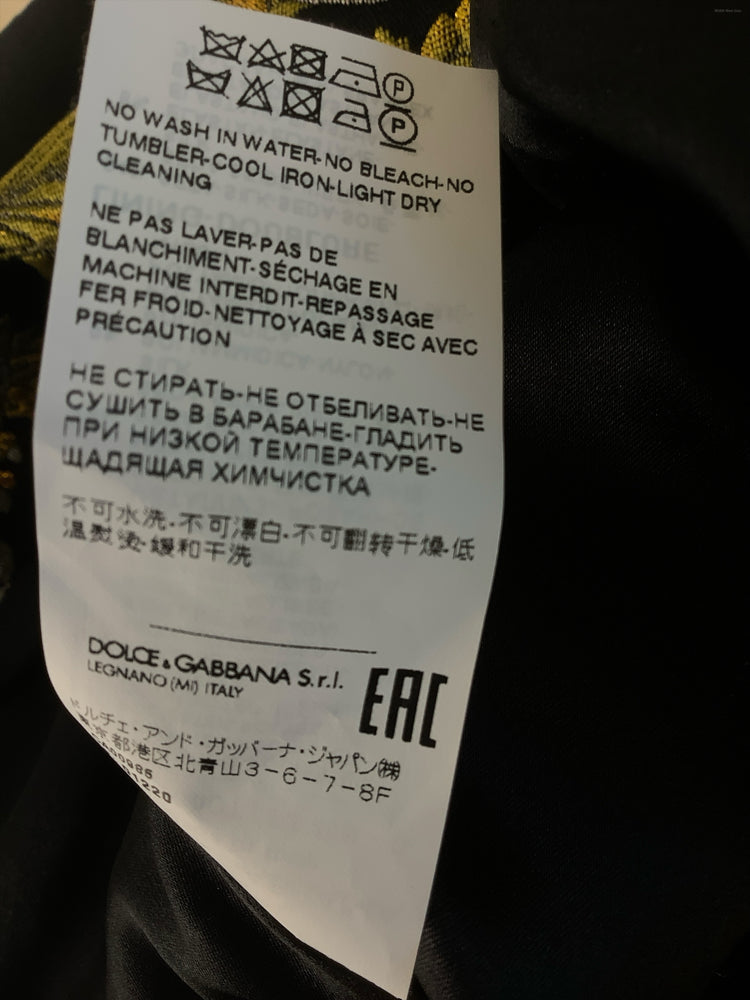 P
P
NO WASH IN WATER-NO BLEACH-NO
TUMBLER-COOL IRON-LIGHT DRY
CLEANING
NE PAS LAVER-PAS DE
BLANCHIMENT-SÉCHAGE EN
MACHINE INTERDIT-REPASSAGE
FER FROID-NETTOYAGE À SEC AVEC
PRÉCAUTION
НЕ СТИРАТЬ-НЕ ОТБЕЛИВАТЬ-НЕ
СУШИТЬ В БАРАБАНЕ-ГЛАДИТЬ
ПРИ НИЗКОЙ ТЕМПЕРАТУРЕ-
ЩАДЯЩАЯ ХИМЧИСТКА
不可水洗-不可漂白-不可翻转干燥-低
温熨烫-缓和干洗
DOLCE & GABBANA S.r.l.
LEGNANO (MI) ITALY
EAC
ドルチェ・アンド・ガッバーナ・ジャパン㈱
東京都港区北青山3-6-7-8F